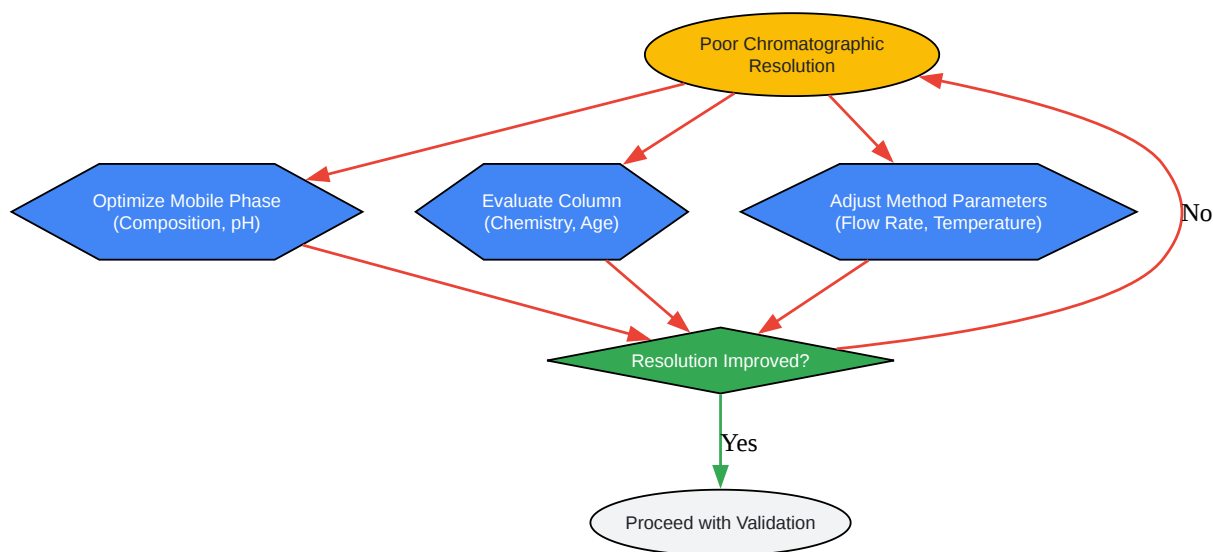 Poor Chromatographic
Resolution
Optimize Mobile Phase
(Composition, pH)
Evaluate Column
(Chemistry, Age)
Adjust Method Parameters
(Flow Rate, Temperature)
No
Resolution Improved?
Yes
Proceed with Validation